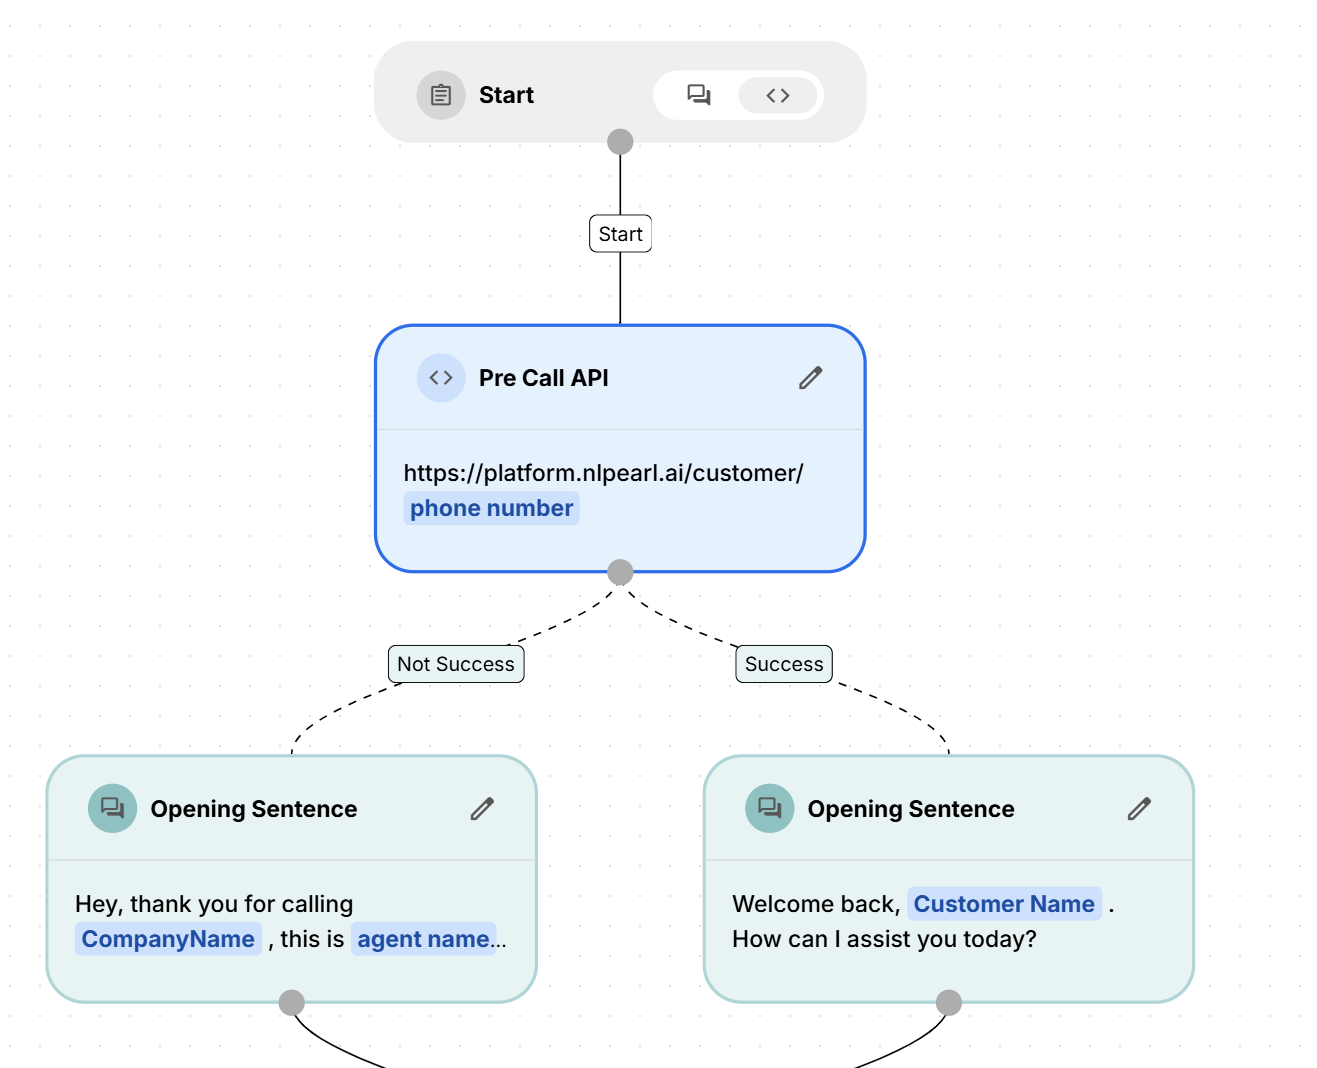 Start
Start
Pre Call API
https://platform.nlpearl.ai/customer/
phone number
Not Success
Success
Opening Sentence
Hey, thank you for calling
CompanyName , this is agent name...
Opening Sentence
Welcome back, Customer Name .
How can I assist you today?